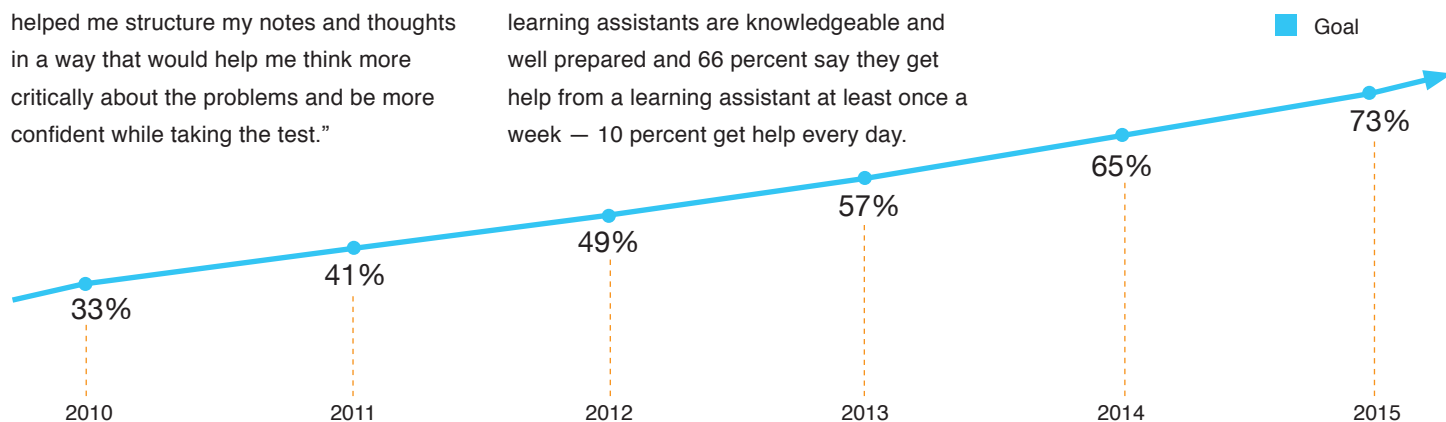 helped me structure my notes and thoughts
in a way that would help me think more
critically about the problems and be more
confident while taking the test.”
learning assistants are knowledgeable and
well prepared and 66 percent say they get
help from a learning assistant at least once a
week — 10 percent get help every day.
Goal
33%
41%
49%
57%
65%
73%
2010
2011
2012
2013
2014
2015